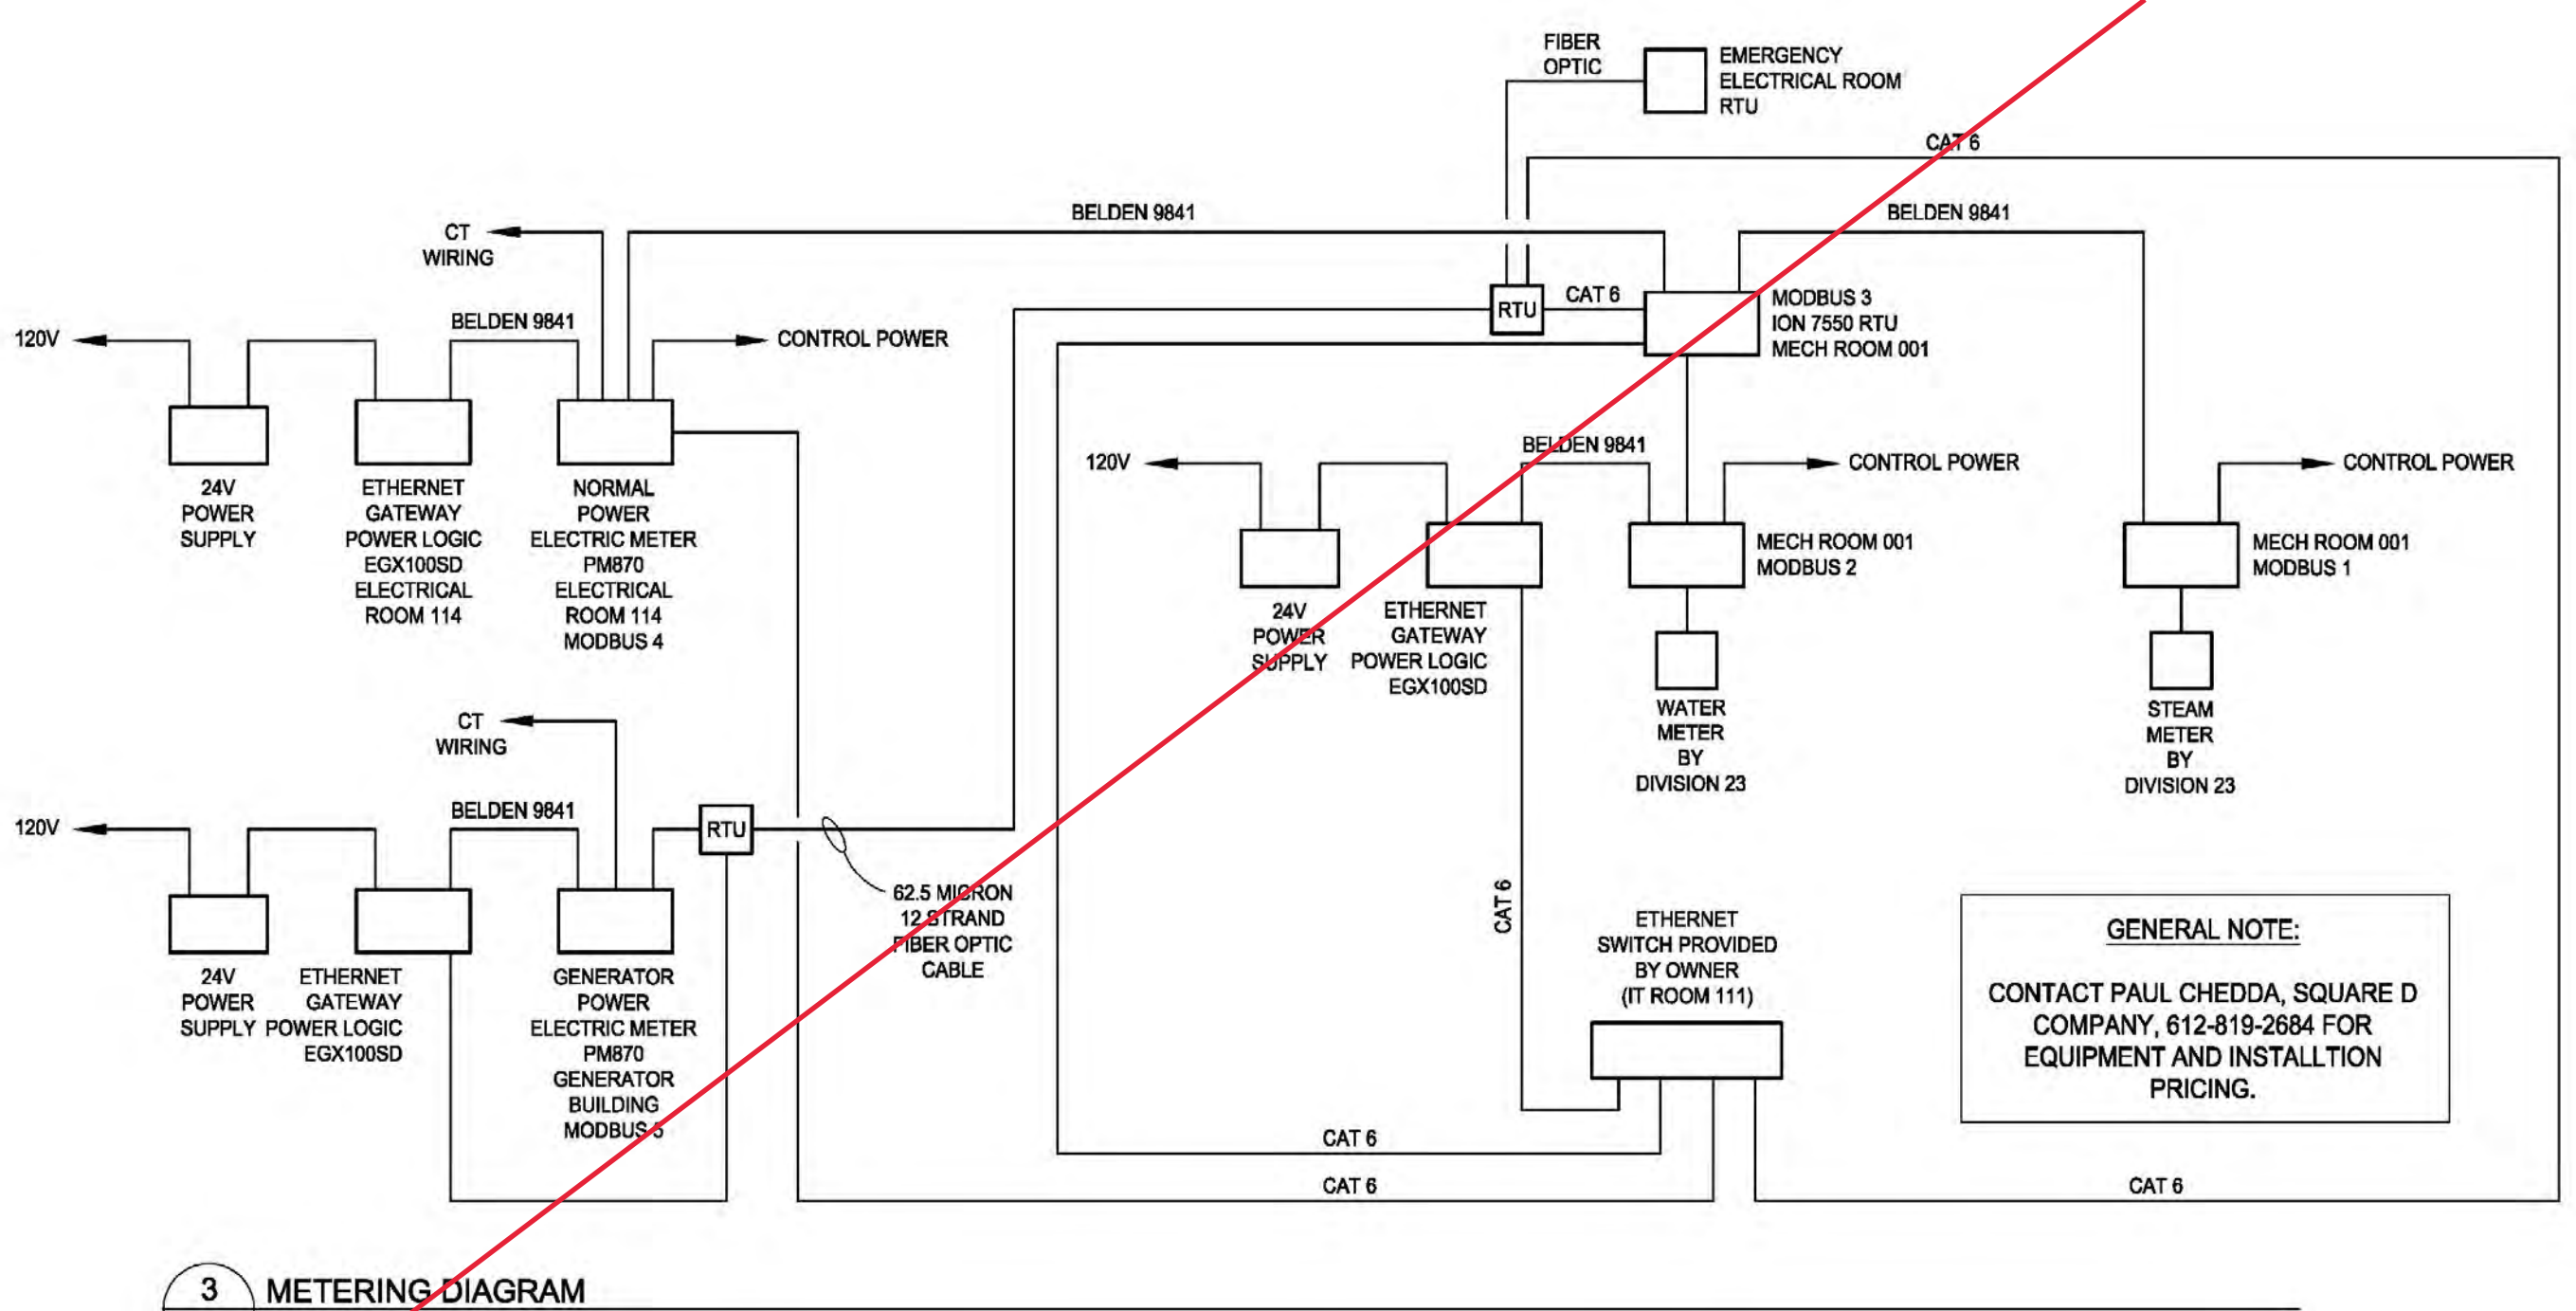 FIBER
OPTIC
EMERGENCY
ELECTRICAL ROOM
RTU
CAT 6
BELDEN 9841
BELDEN 9841
CT
WIRING
120V
BELDEN 9841
CONTROL POWER
RTU
CAT 6
MODBUS 3
ION 7550 RTU
MECH ROOM 001
24V
POWER
SUPPLY
ETHERNET
GATEWAY
POWER LOGIC
EGX100SD
ELECTRICAL
ROOM 114
NORMAL
POWER
ELECTRIC METER
PM870
ELECTRICAL
ROOM 114
MODBUS 4
120V
BELDEN 9841
CONTROL POWER
CONTROL POWER
24V
POWER
SUPPLY
ETHERNET
GATEWAY
POWER LOGIC
EGX100SD
MECH ROOM 001
MODBUS 2
WATER
METER
BY
DIVISION 23
MECH ROOM 001
MODBUS 1
STEAM
METER
BY
DIVISION 23
CT
WIRING
120V
BELDEN 9841
RTU
62.5 MICRON
12 STRAND
FIBER OPTIC
CABLE
24V
POWER
SUPPLY
ETHERNET
GATEWAY
POWER LOGIC
EGX100SD
GENERATOR
POWER
ELECTRIC METER
PM870
GENERATOR
BUILDING
MODBUS 5
CAT 6
ETHERNET
SWITCH PROVIDED
BY OWNER
(IT ROOM 111)
CAT 6
CAT 6
CAT 6
GENERAL NOTE:
CONTACT PAUL CHEDDA, SQUARE D
COMPANY, 612-819-2684 FOR
EQUIPMENT AND INSTALLTION
PRICING.
3 METERING DIAGRAM